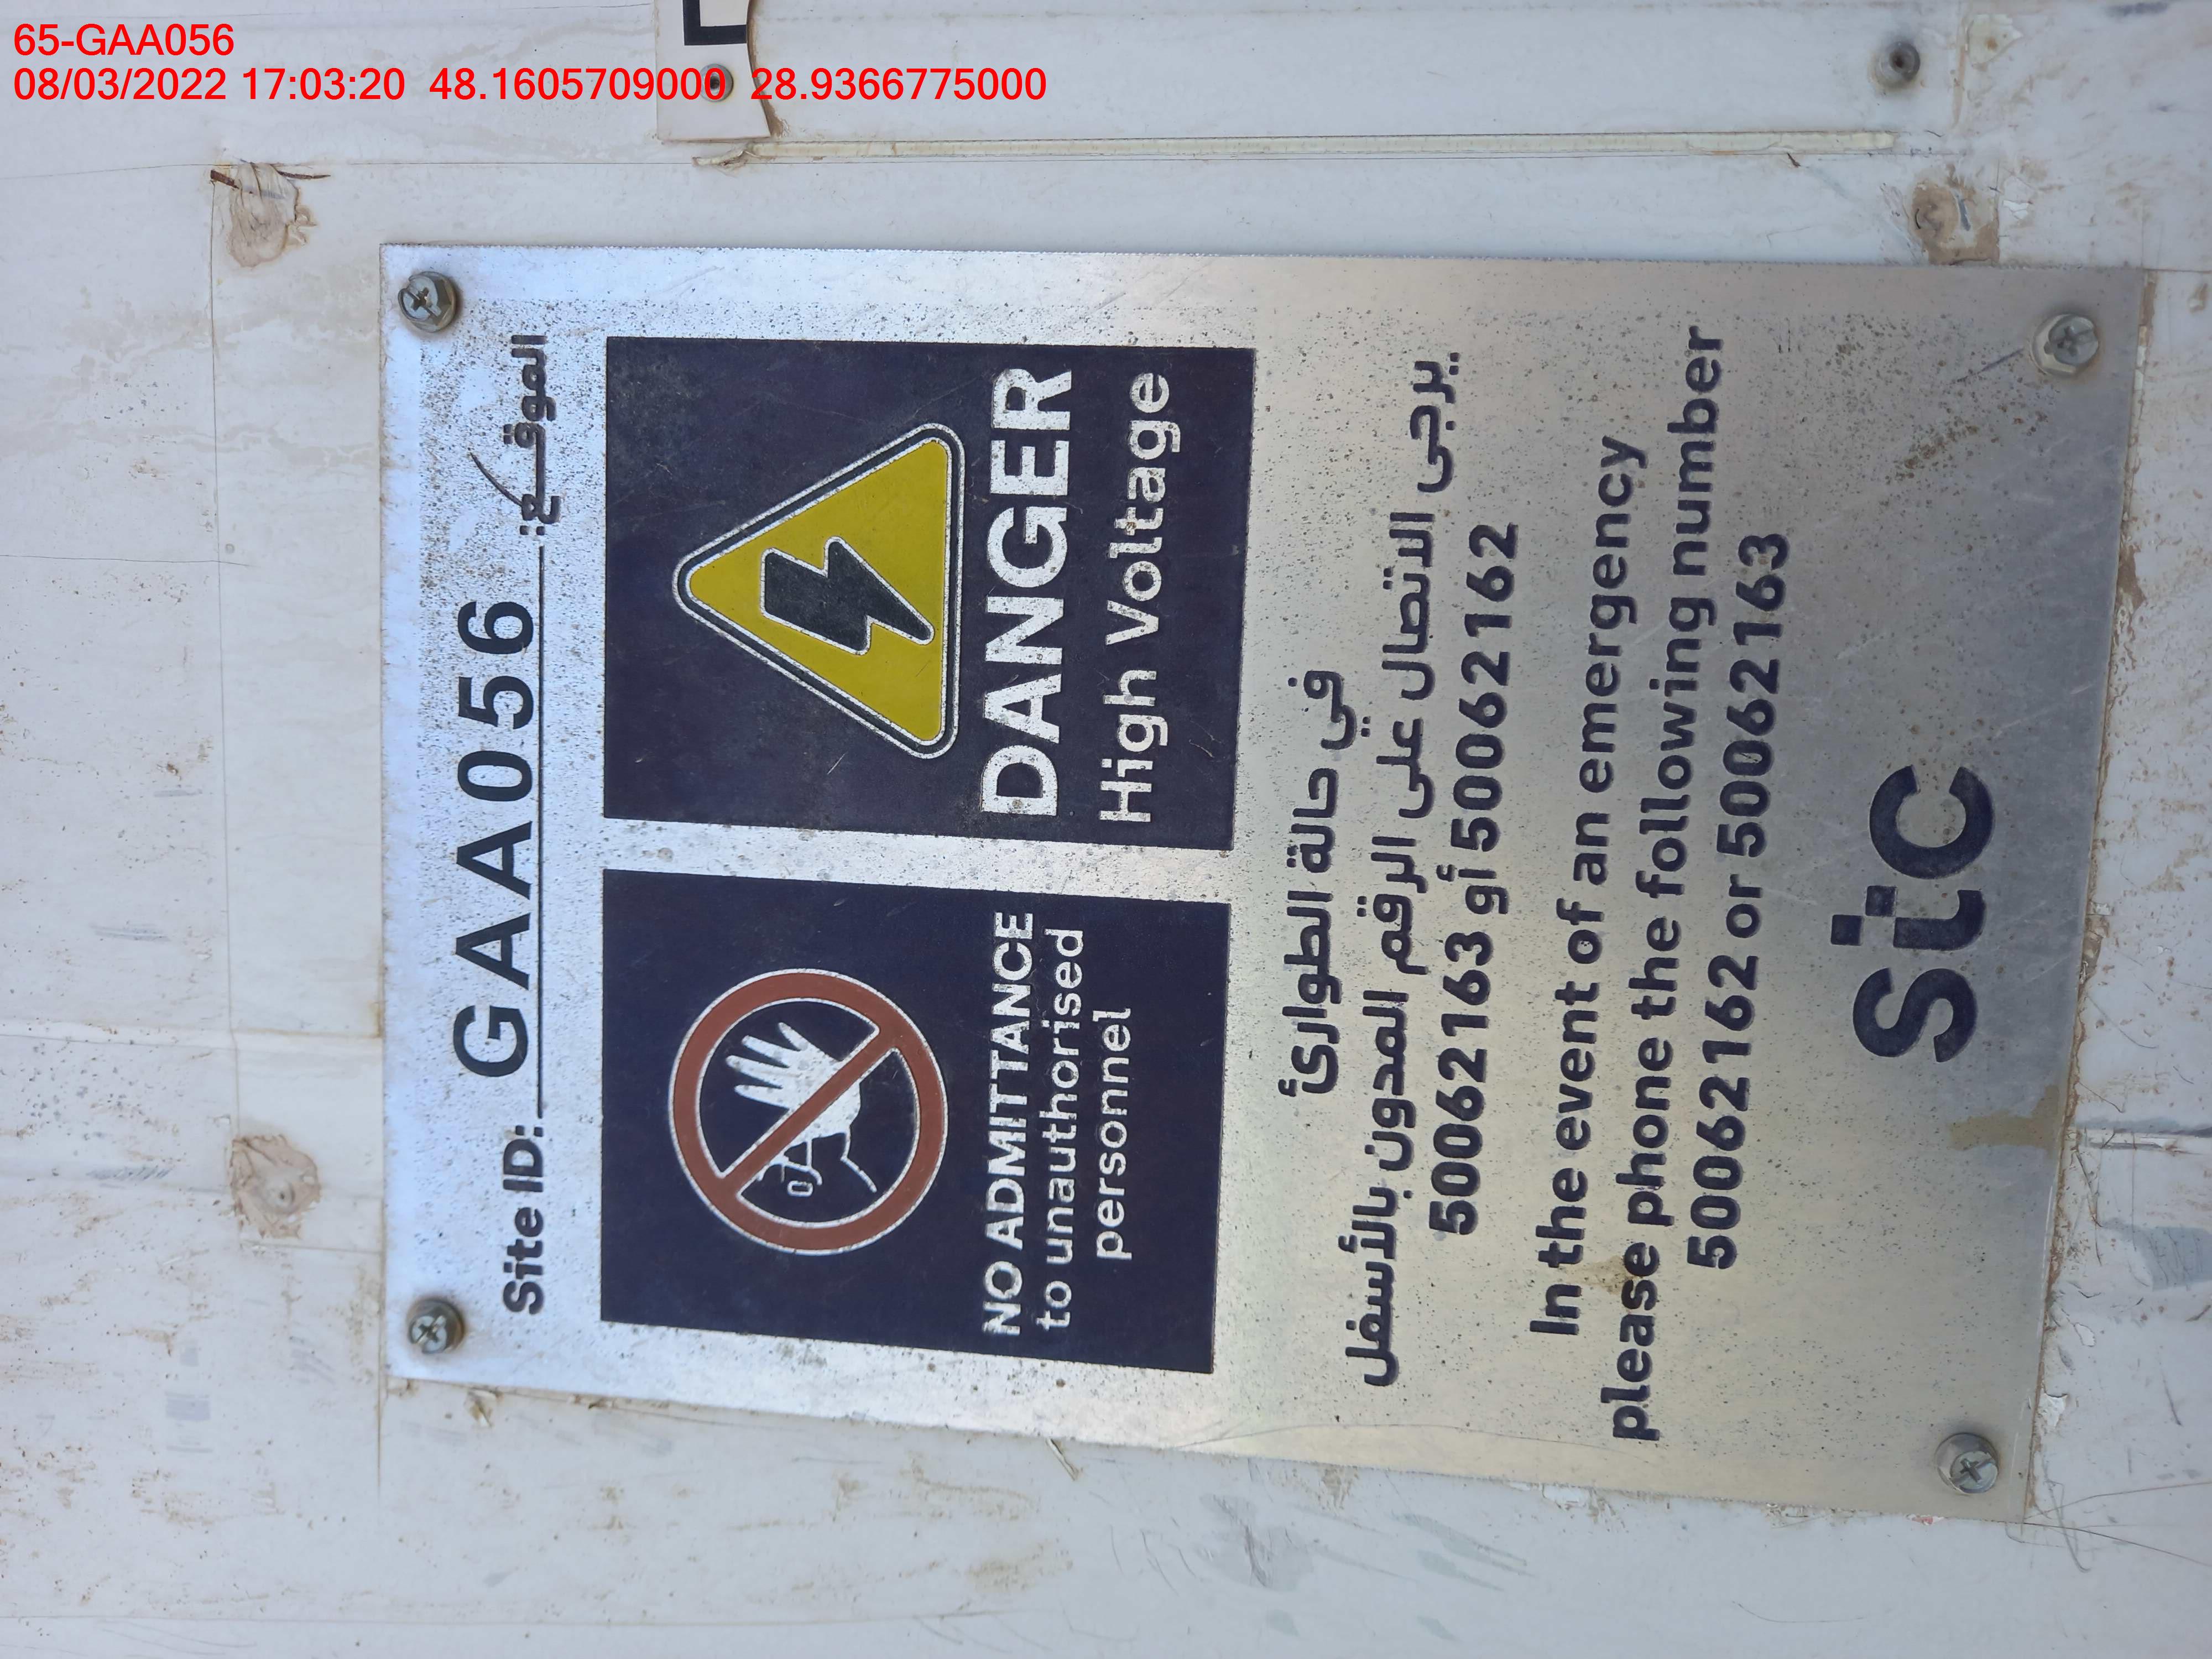 65-GAA056
08/03/2022 17:03:20 48.1605709000 28.9366775000
Site ID: GAA056 الموقع:
NO ADMITTANCE
to unauthorised
personnel
DANGER
High Voltage
في حالة الطوارئ
يرجى الاتصال على الرقم المدون بالأسفل
50062163 أو 50062162
In the event of an emergency
please phone the following number
50062162 or 50062163
stc